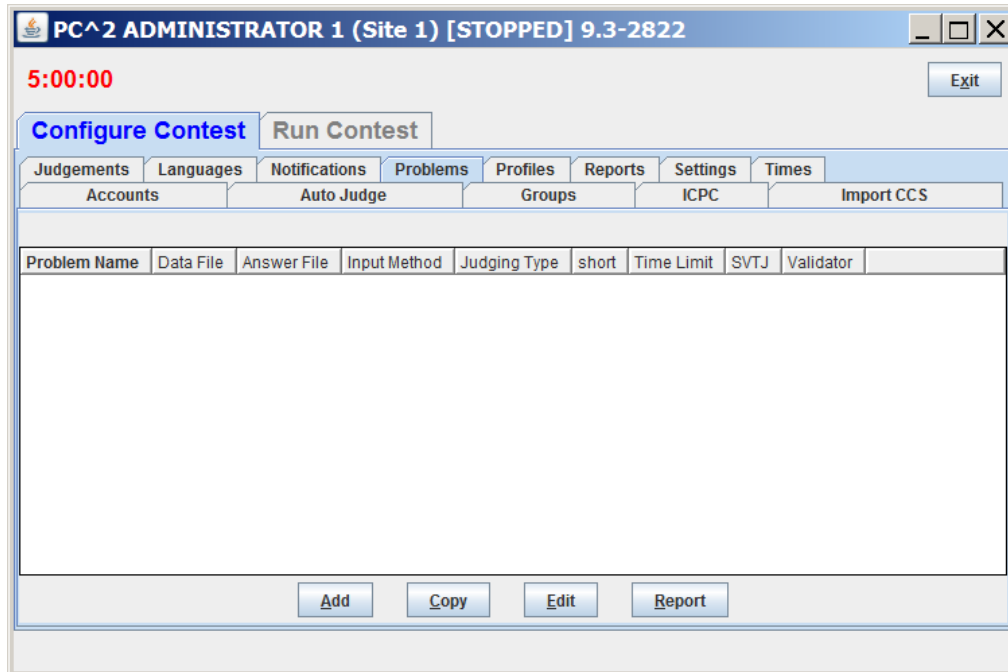 PC^2 ADMINISTRATOR 1 (Site 1) [STOPPED] 9.3-2822
5:00:00 Exit
Configure Contest Run Contest
Judgements Languages Notifications Problems Profiles Reports Settings Times
Accounts Auto Judge Groups ICPC Import CCS
Problem Name Data File Answer File Input Method Judging Type short Time Limit SVTJ Validator
Add Copy Edit Report